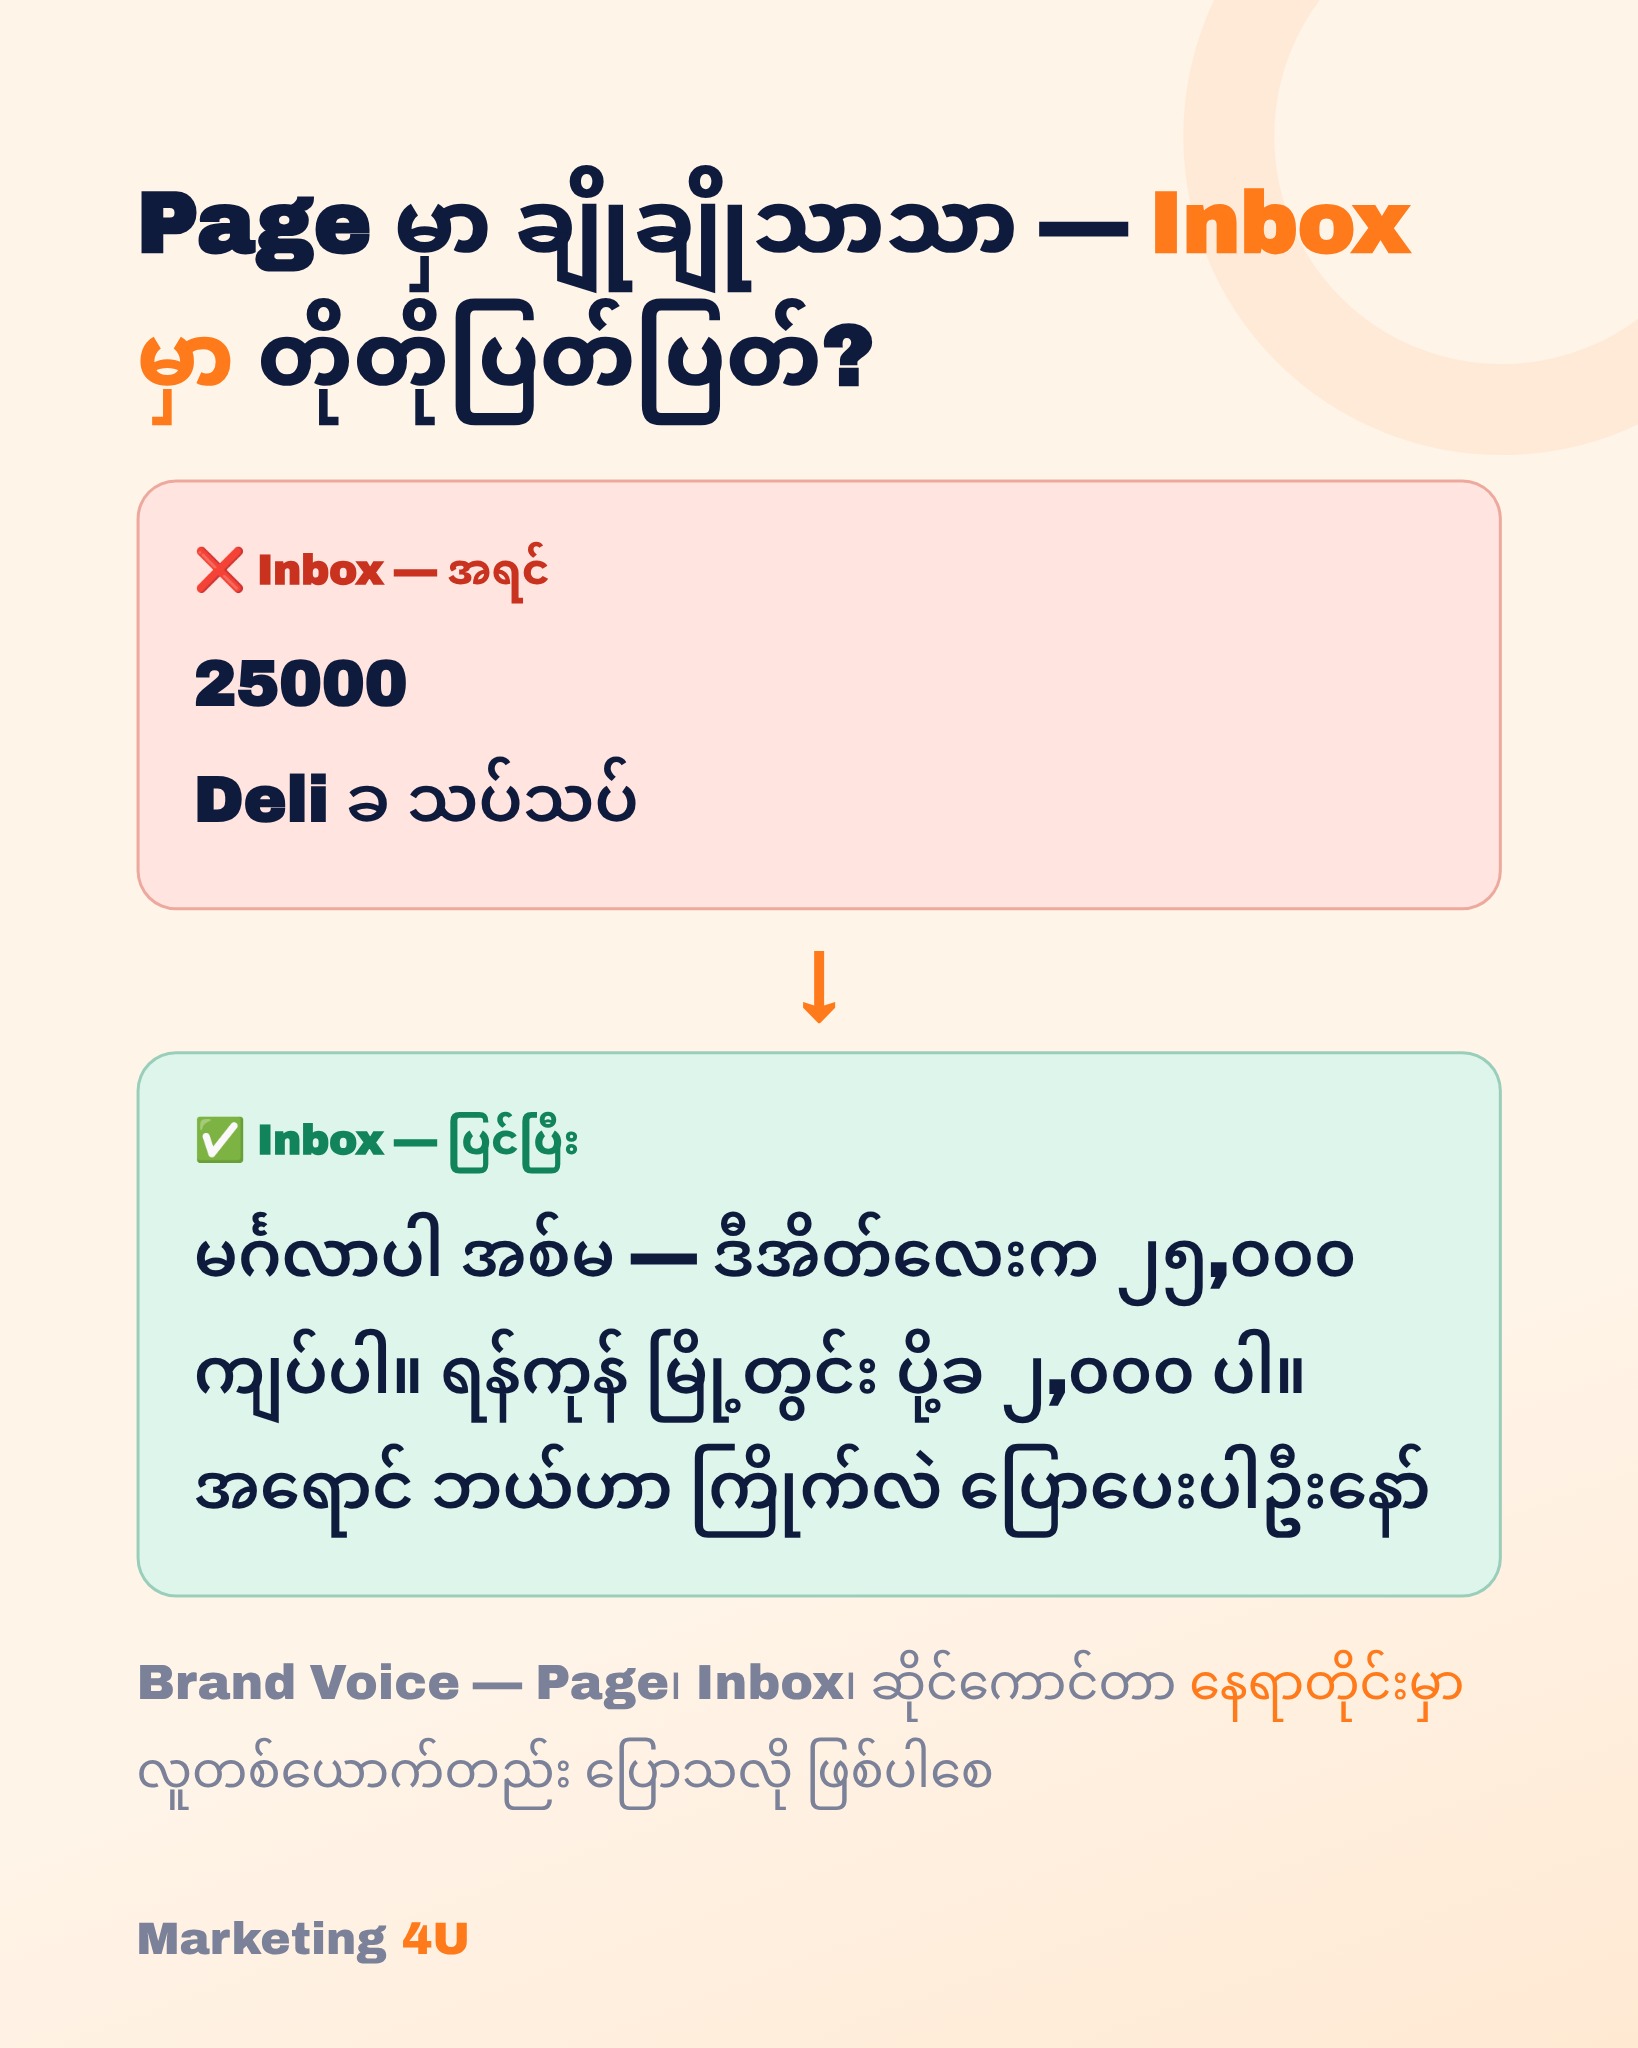 Page မှာ ချိုချိုသာသာ — Inbox
မှာ တိုတိုပြတ်ပြတ်?
❌ Inbox — အရင်
25000
Deli ခ သပ်သပ်
↓
✅ Inbox — ပြင်ပြီး
မင်္ဂလာပါ အစ်မ — ဒီအိတ်လေးက ၂၅,၀၀၀
ကျပ်ပါ။ ရန်ကုန် မြို့တွင်း ပို့ခ ၂,၀၀၀ ပါ။
အရောင် ဘယ်ဟာ ကြိုက်လဲ ပြောပေးပါဦးနော်
Brand Voice — Page၊ Inbox၊ ဆိုင်ကောင်တာ နေရာတိုင်းမှာ
လူတစ်ယောက်တည်း ပြောသလို ဖြစ်ပါစေ
Marketing 4U